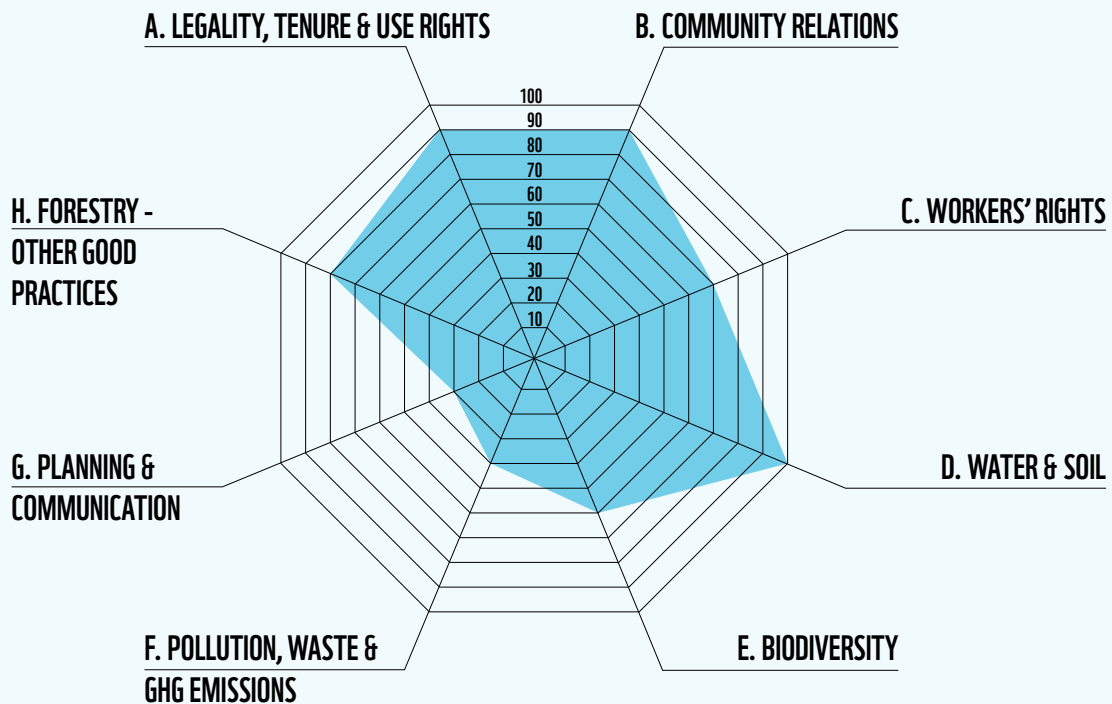 A. LEGALITY, TENURE & USE RIGHTS
B. COMMUNITY RELATIONS
100
90
80
70
60
50
40
30
20
10
H. FORESTRY -
OTHER GOOD
PRACTICES
C. WORKERS’ RIGHTS
G. PLANNING &
COMMUNICATION
D. WATER & SOIL
F. POLLUTION, WASTE &
GHG EMISSIONS
E. BIODIVERSITY